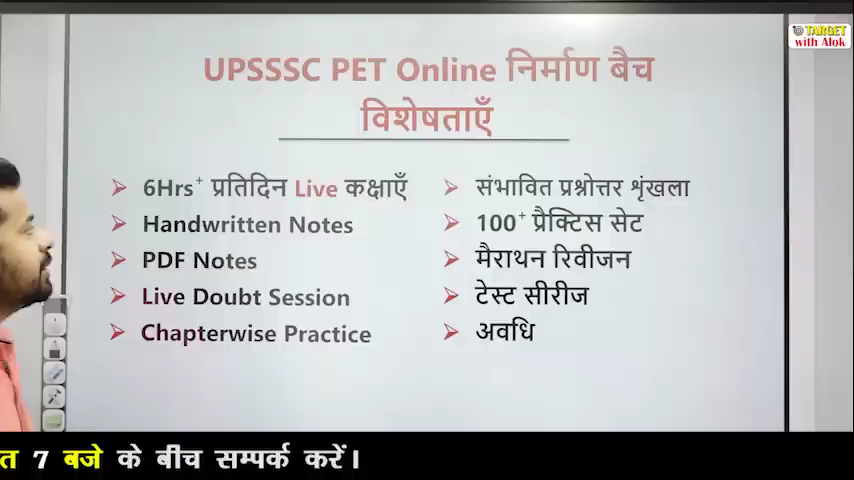 TARGET
with Alok
UPSSSC PET Online निर्माण बैच
विशेषताएँ
6Hrs+ प्रतिदिन Live कक्षाएँ
Handwritten Notes
PDF Notes
Live Doubt Session
Chapterwise Practice
संभावित प्रश्नोत्तर शृंखला
100+ प्रैक्टिस सेट
मैराथन रिवीजन
टेस्ट सीरीज
अवधि
त 7 बजे के बीच सम्पर्क करें।